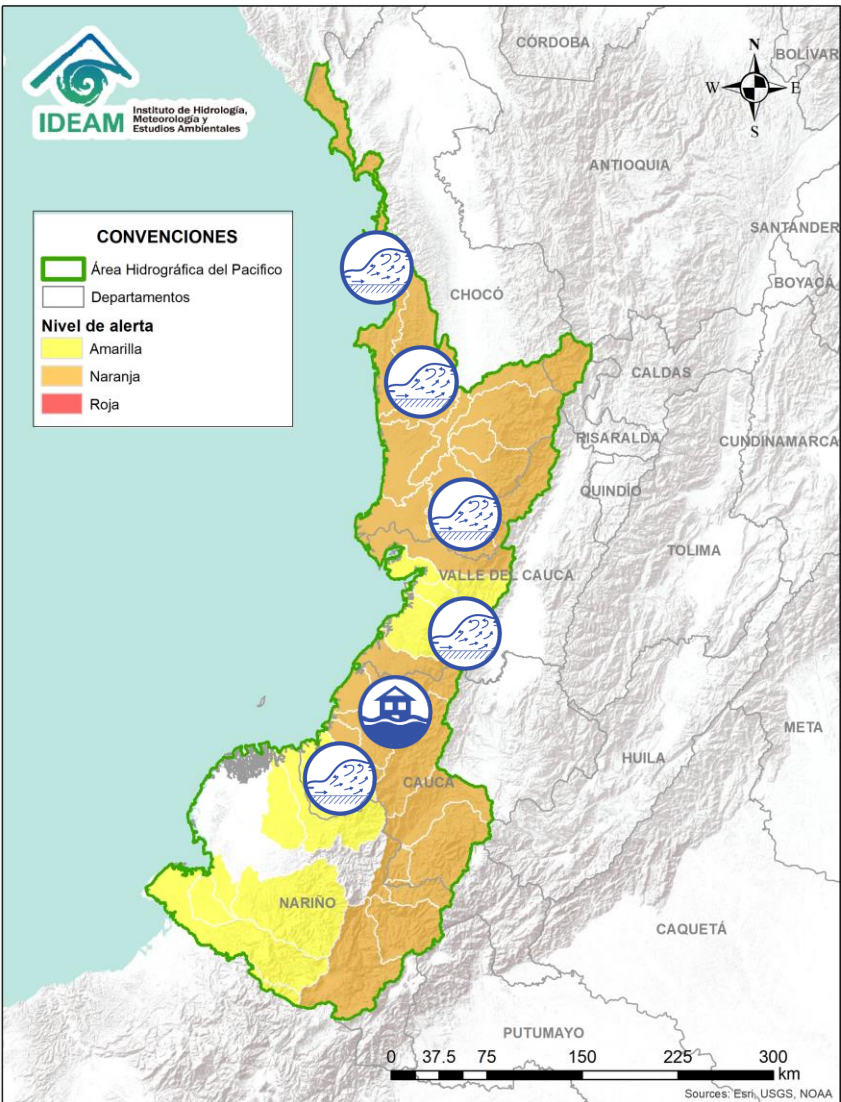 IDEAM
Instituto de Hidrología,
Meteorología y
Estudios Ambientales
N
W
E
S
CÓRDOBA
BOLÍVAR
ANTIOQUIA
SANTANDER
BOYACÁ
CHOCÓ
CONVENCIONES
Área Hidrográfica del Pacifico
Departamentos
Nivel de alerta
Amarilla
Naranja
Roja
CALDAS
RISARALDA
CUNDINAMARCA
QUINDÍO
TOLIMA
VALLE DEL CAUCA
META
HUILA
CAUCA
NARIÑO
CAQUETÁ
PUTUMAYO
0 37.5 75 150 225 300
km
Sources: Esri, USGS, NOAA